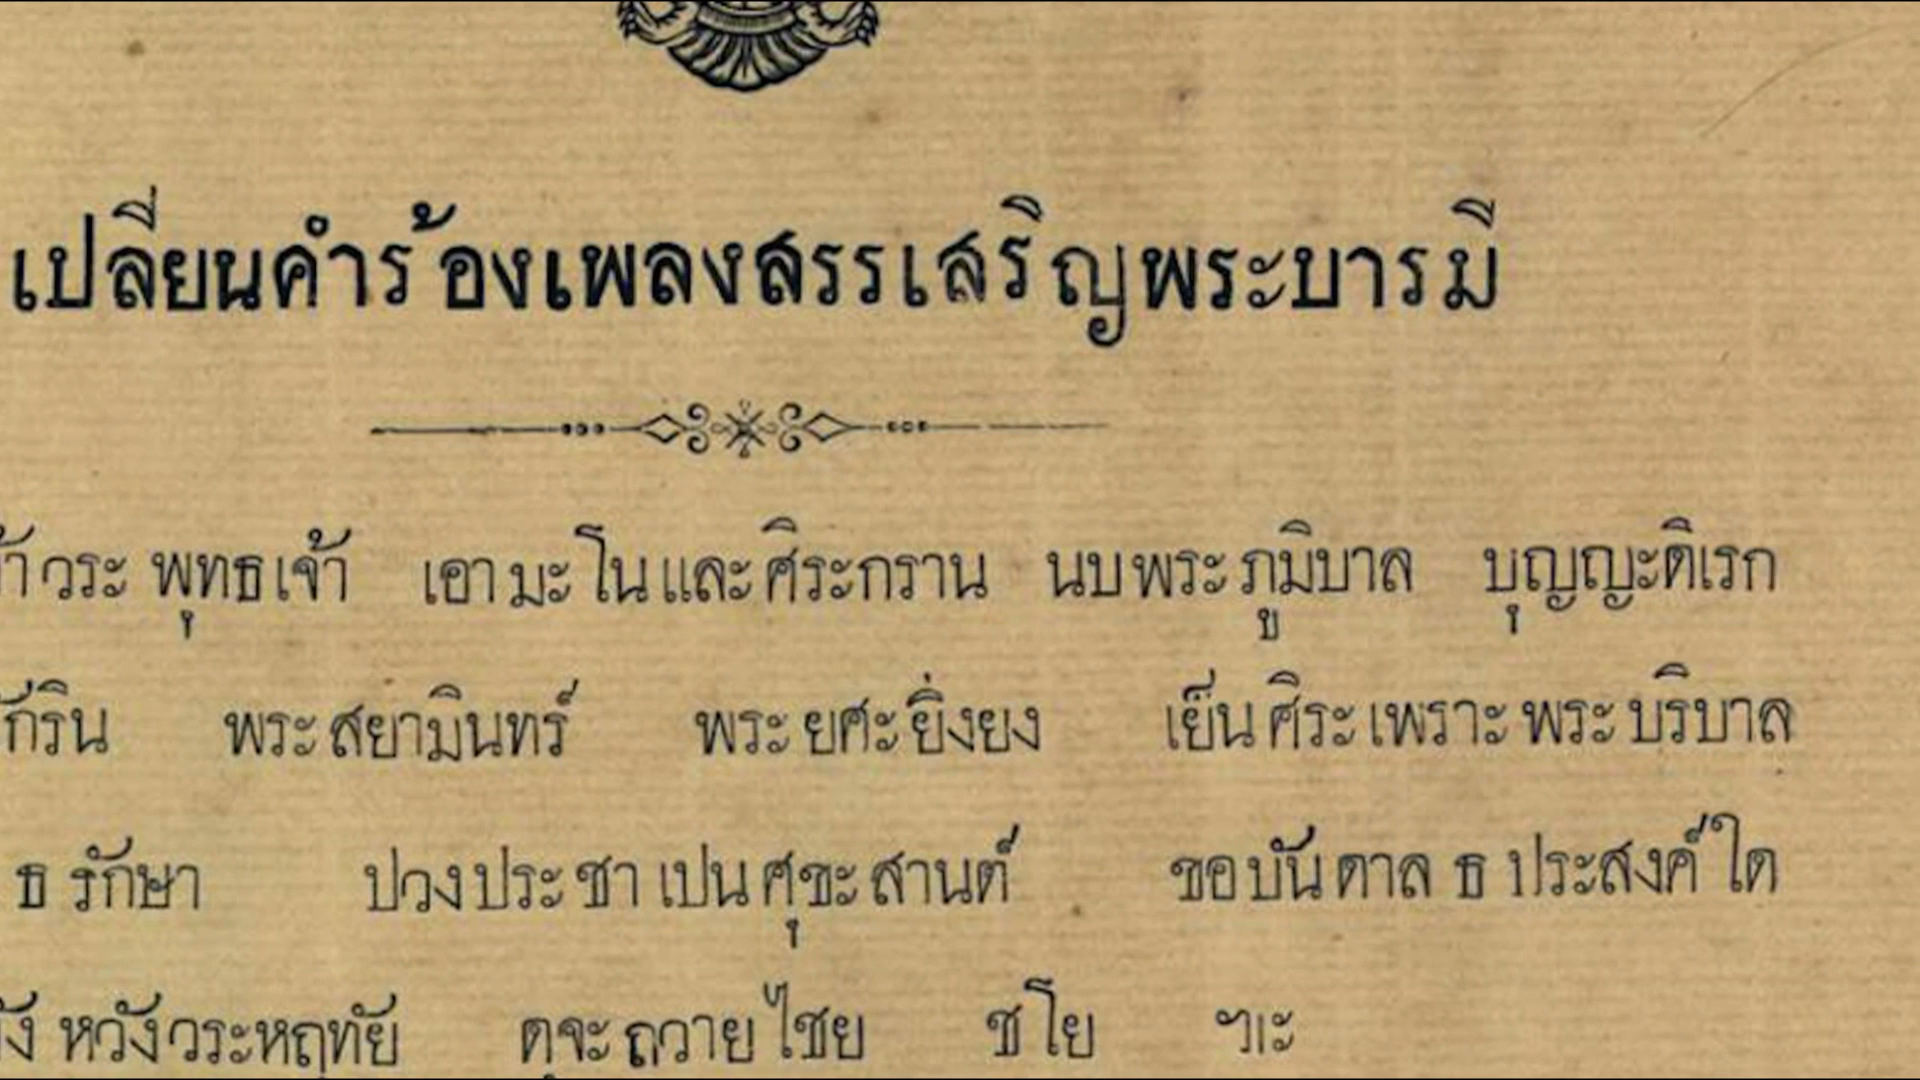 เปลี่ยนคำร้องเพลงสรรเสริญพระบารมี
วระ พุทธเจ้า เอา มะ โน และ ศิระกราน นบ พระ ภูมิบาล บุญญะดิเรก
พระ สยามินทร์ พระ ยศะ ยิ่งยง เย็น ศิระ เพราะ พระ บริบาล
ธ รักษา ปวง ประ ชา เปน ศุขะ สานต์ ขอ บัน ดาล ธ ประสงค์ ใด
หวัง วระหฤทัย ดุจะ ถวาย ไชย ช โย